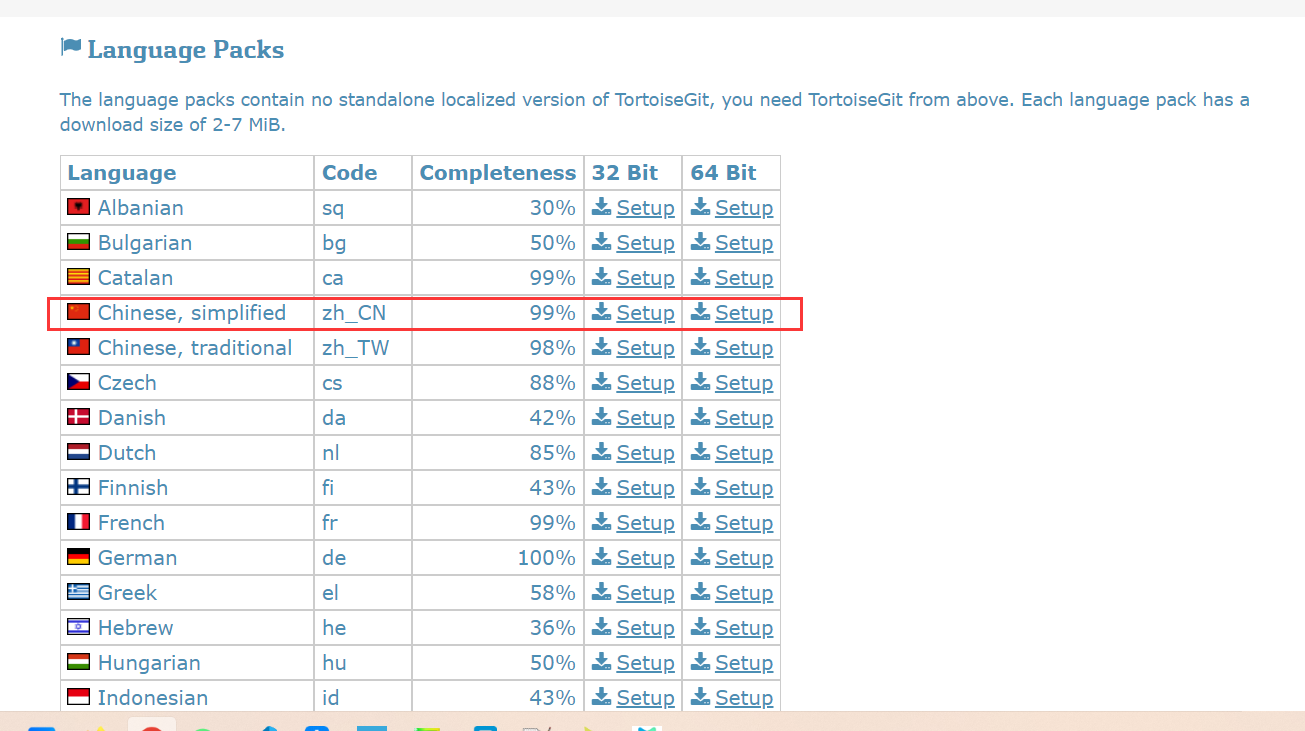 Language Packs
The language packs contain no standalone localized version of TortoiseGit, you need TortoiseGit from above. Each language pack has a
download size of 2-7 MiB.
Language Code Completeness 32 Bit 64 Bit
Albanian sq 30% Setup Setup
Bulgarian bg 50% Setup Setup
Catalan ca 99% Setup Setup
Chinese, simplified zh_CN 99% Setup Setup
Chinese, traditional zh_TW 98% Setup Setup
Czech cs 88% Setup Setup
Danish da 42% Setup Setup
Dutch nl 85% Setup Setup
Finnish fi 43% Setup Setup
French fr 99% Setup Setup
German de 100% Setup Setup
Greek el 58% Setup Setup
Hebrew he 36% Setup Setup
Hungarian hu 50% Setup Setup
Indonesian id 43% Setup Setup